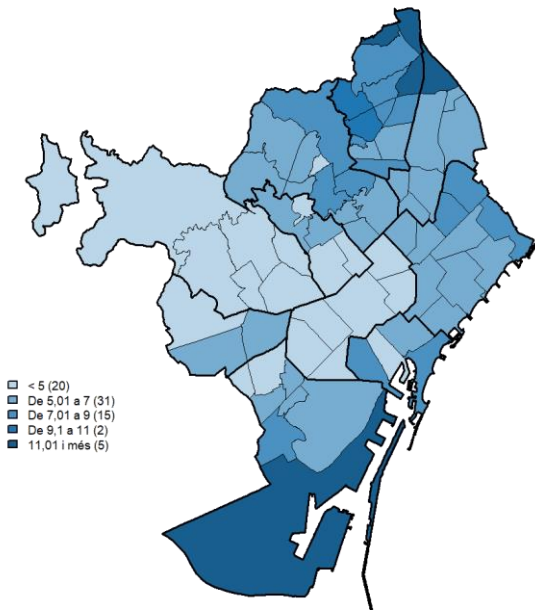 < 5 (20)
De 5,01 a 7 (31)
De 7,01 a 9 (15)
De 9,1 a 11 (2)
11,01 i més (5)